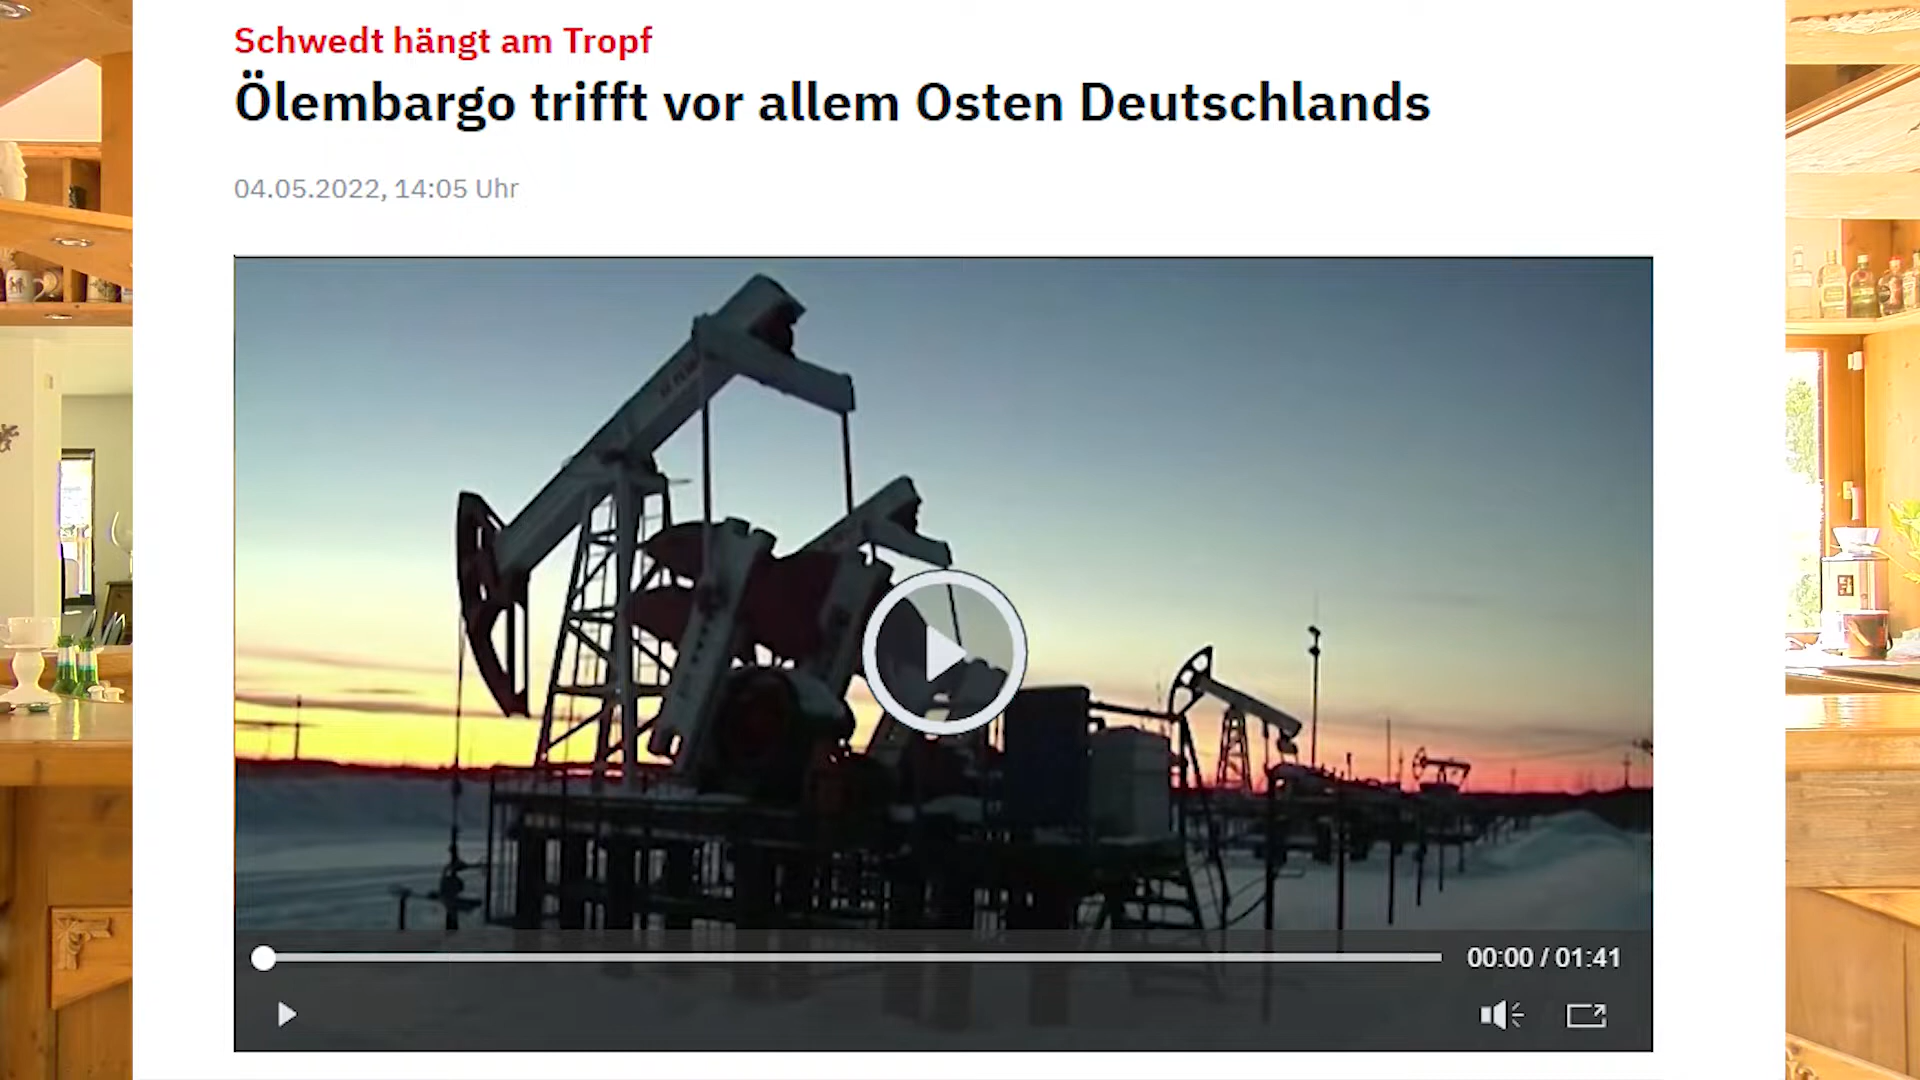 Schwedt hängt am Tropf
Ölembargo trifft vor allem Osten Deutschlands
04.05.2022, 14:05 Uhr
00:00 / 01:41